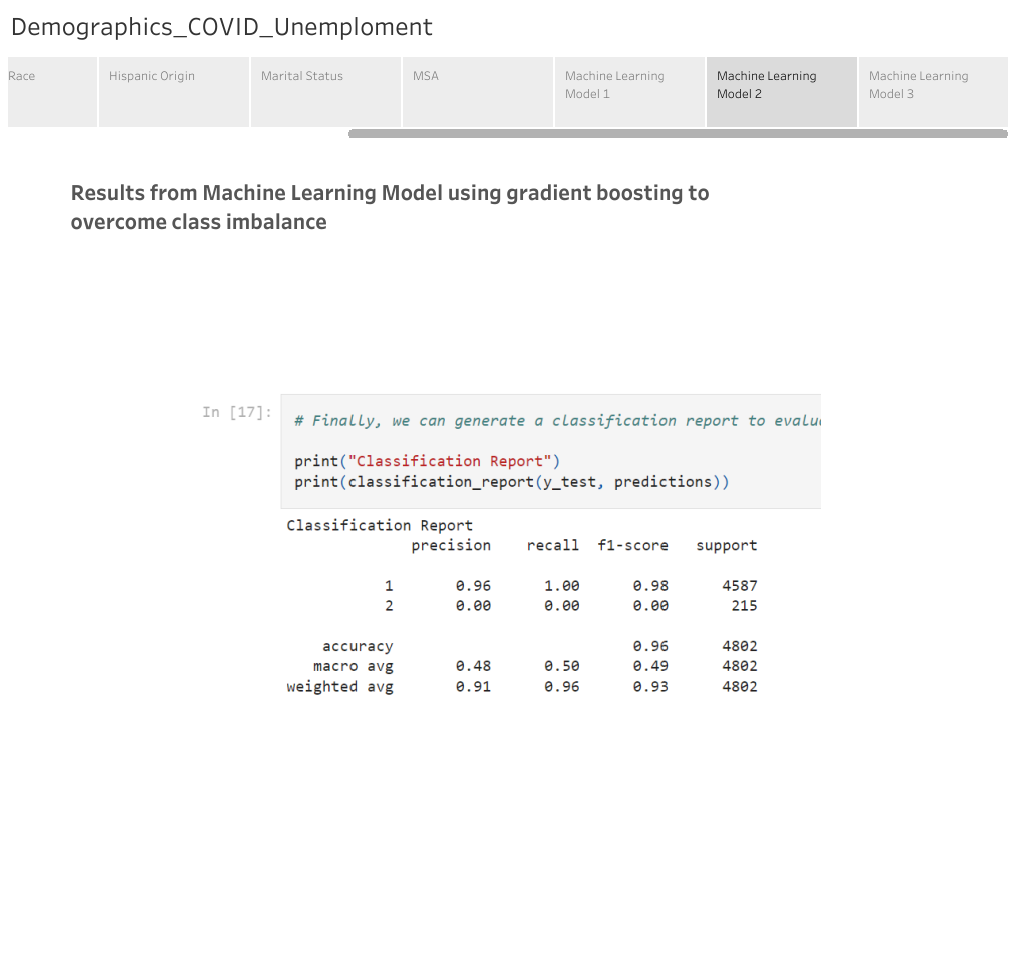 Demographics_COVID_Unemploment
Race Hispanic Origin Marital Status MSA Machine Learning Model 1 Machine Learning Model 2 Machine Learning Model 3
Results from Machine Learning Model using gradient boosting to
overcome class imbalance
In [17]:
# Finally, we can generate a classification report to
print("Classification Report")
print(classification_report(y_test, predictions))
Classification Report
precision recall f1-score support
1 0.96 1.00 0.98 4587
2 0.00 0.00 0.00 215
accuracy 0.96 4802
macro avg 0.48 0.50 0.49 4802
weighted avg 0.91 0.96 0.93 4802